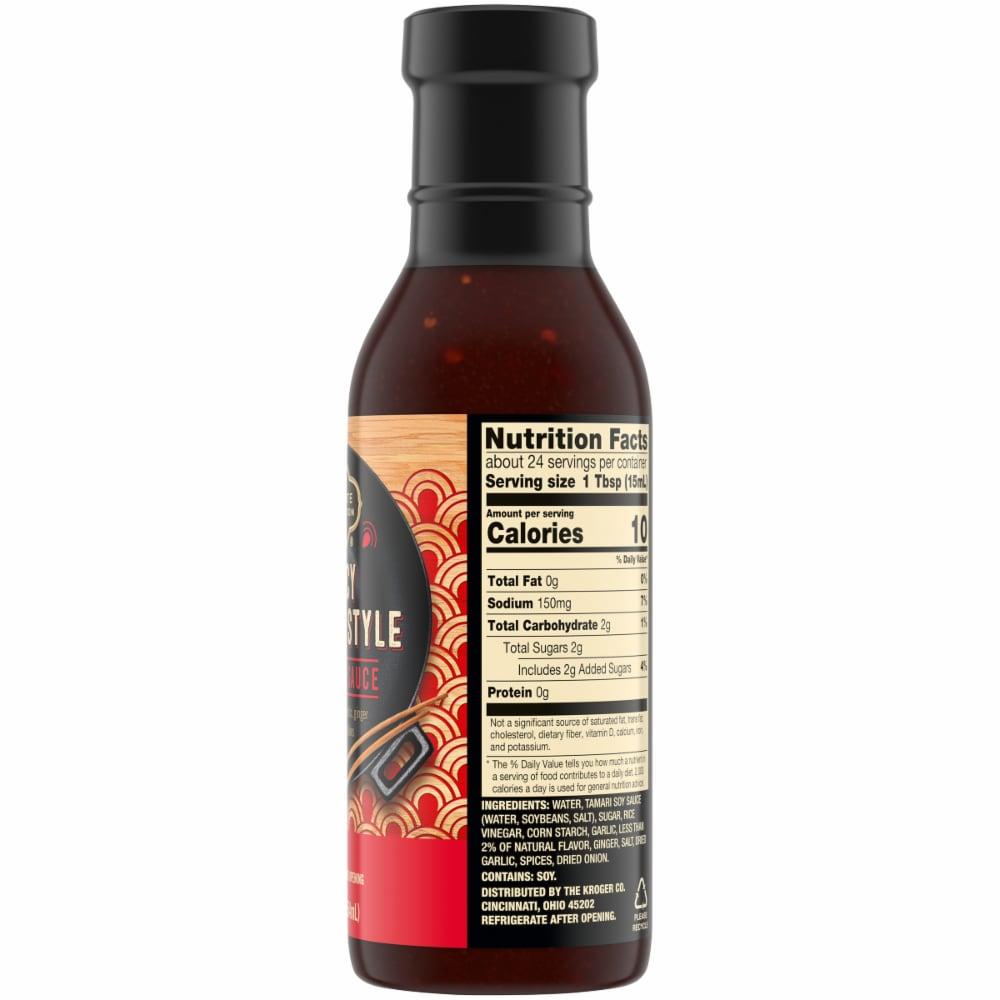 CY
STYLE
SAUCE
ginger
Nutrition Facts
about 24 servings per container
Serving size 1 Tbsp (15mL
Amount per serving
Calories 10
% Daily Value*
Total Fat 0g 0%
Sodium 150mg 7%
Total Carbohydrate 2g 1%
Total Sugars 2g
Includes 2g Added Sugars 4%
Protein 0g
Not a significant source of saturated fat, trans fat,
cholesterol, dietary fiber, vitamin D, calcium, iron,
and potassium.
* The % Daily Value tells you how much a nutrient in
a serving of food contributes to a daily diet. 2,000
calories a day is used for general nutrition advice.
INGREDIENTS: WATER, TAMARI SOY SAUCE
(WATER, SOYBEANS, SALT), SUGAR, RICE
VINEGAR, CORN STARCH, GARLIC, LESS THAN
2% OF NATURAL FLAVOR, GINGER, SALT, DRIED
GARLIC, SPICES, DRIED ONION.
CONTAINS: SOY.
DISTRIBUTED BY THE KROGER CO.
CINCINNATI, OHIO 45202
REFRIGERATE AFTER OPENING.
PLEASE
RECYCLE